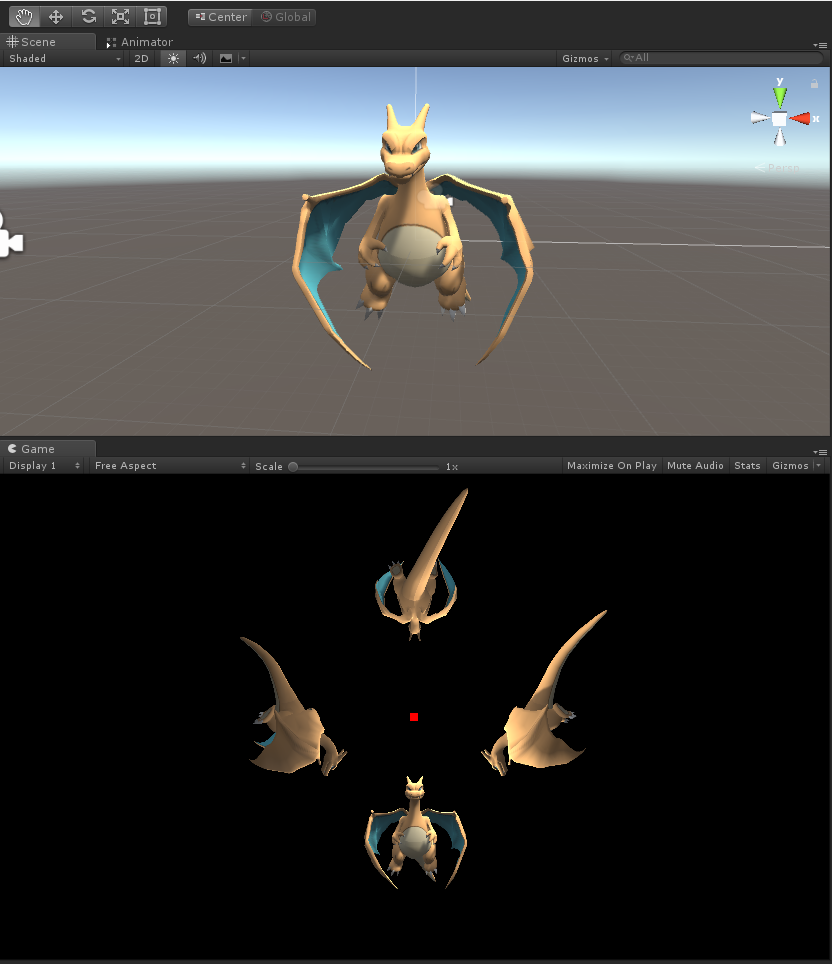 Center Global
Scene Animator
Shaded 2D Gizmos All
y
x
Persp
Game
Display 1 Free Aspect Scale 1x Maximize On Play Mute Audio Stats Gizmos